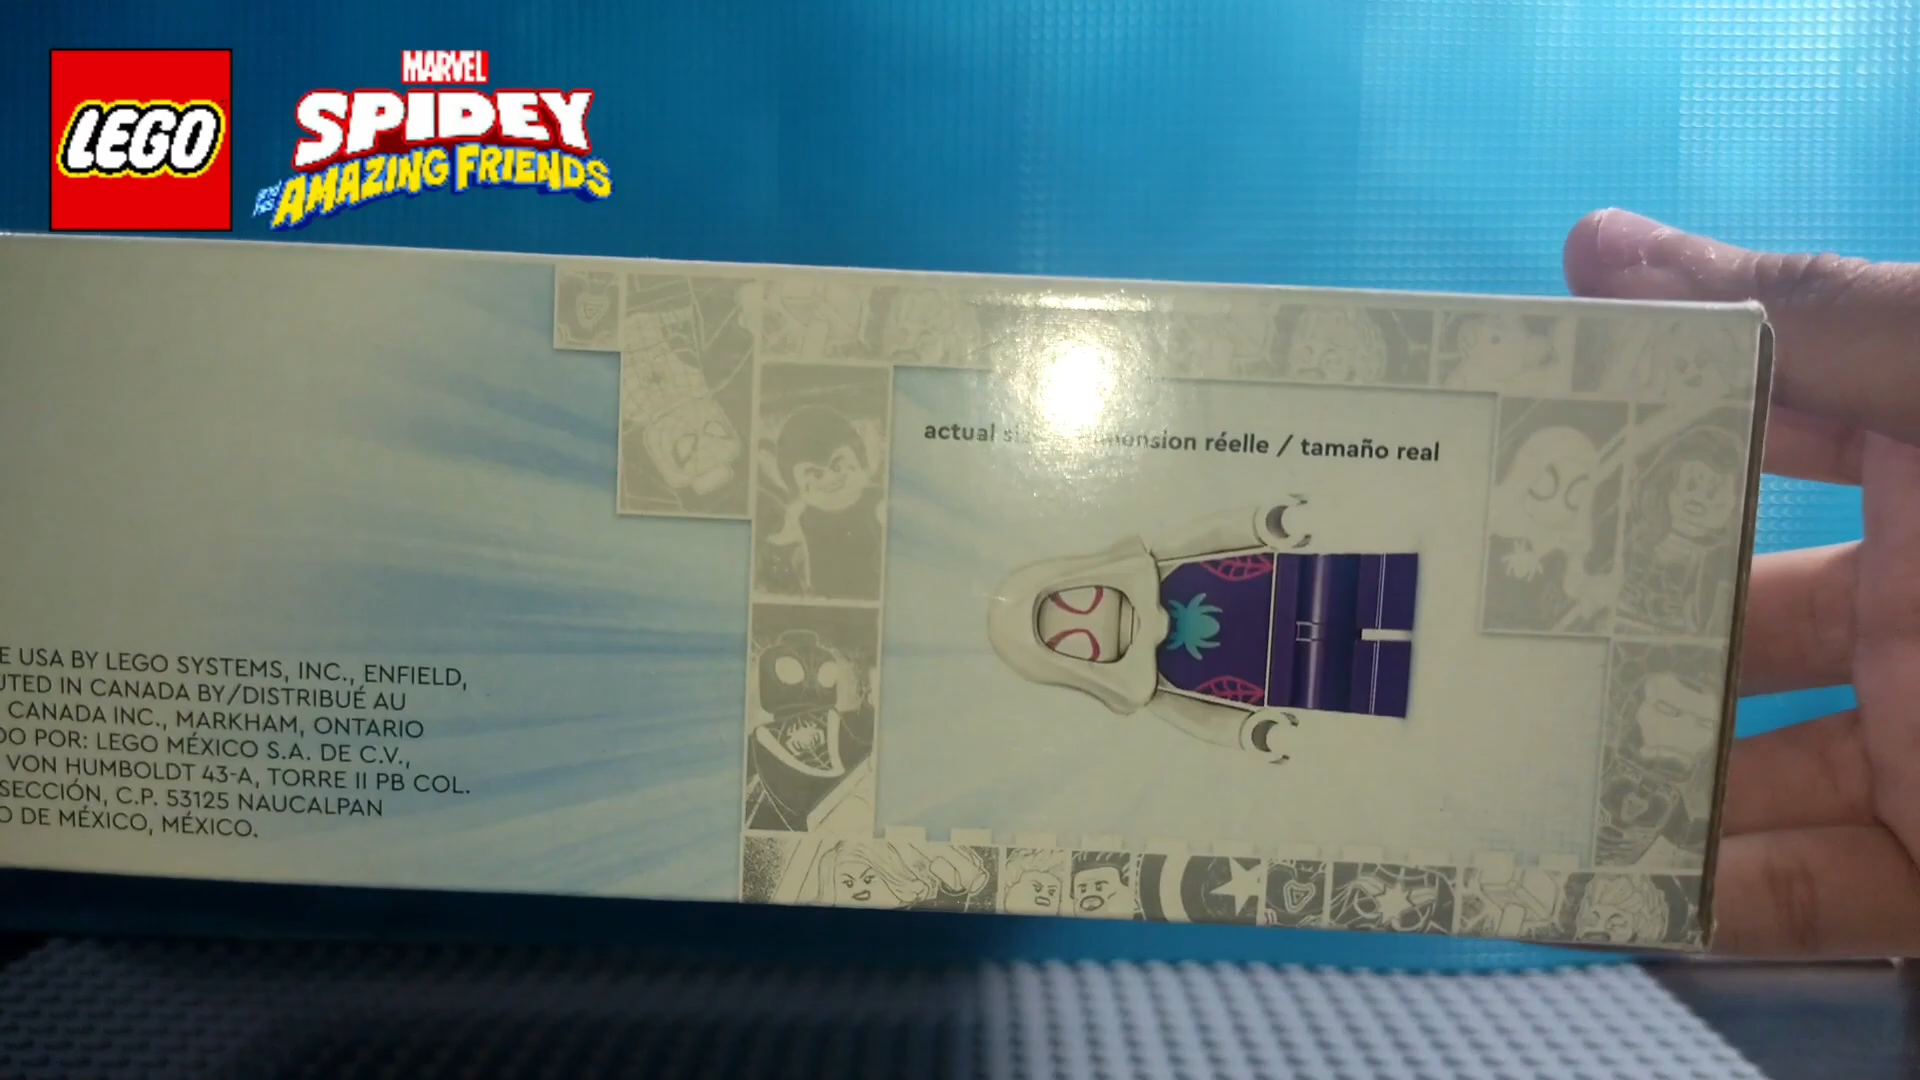 LEGO
MARVEL
SPIDEY
and his
AMAZING FRIENDS
actual mension réelle / tamaño real
E USA BY LEGO SYSTEMS, INC., ENFIELD,
UTED IN CANADA BY/DISTRIBUÉ AU
CANADA INC., MARKHAM, ONTARIO
DO POR: LEGO MÉXICO S.A. DE C.V.,
VON HUMBOLDT 43-A, TORRE II PB COL.
SECCIÓN, C.P. 53125 NAUCALPAN
O DE MÉXICO, MÉXICO.